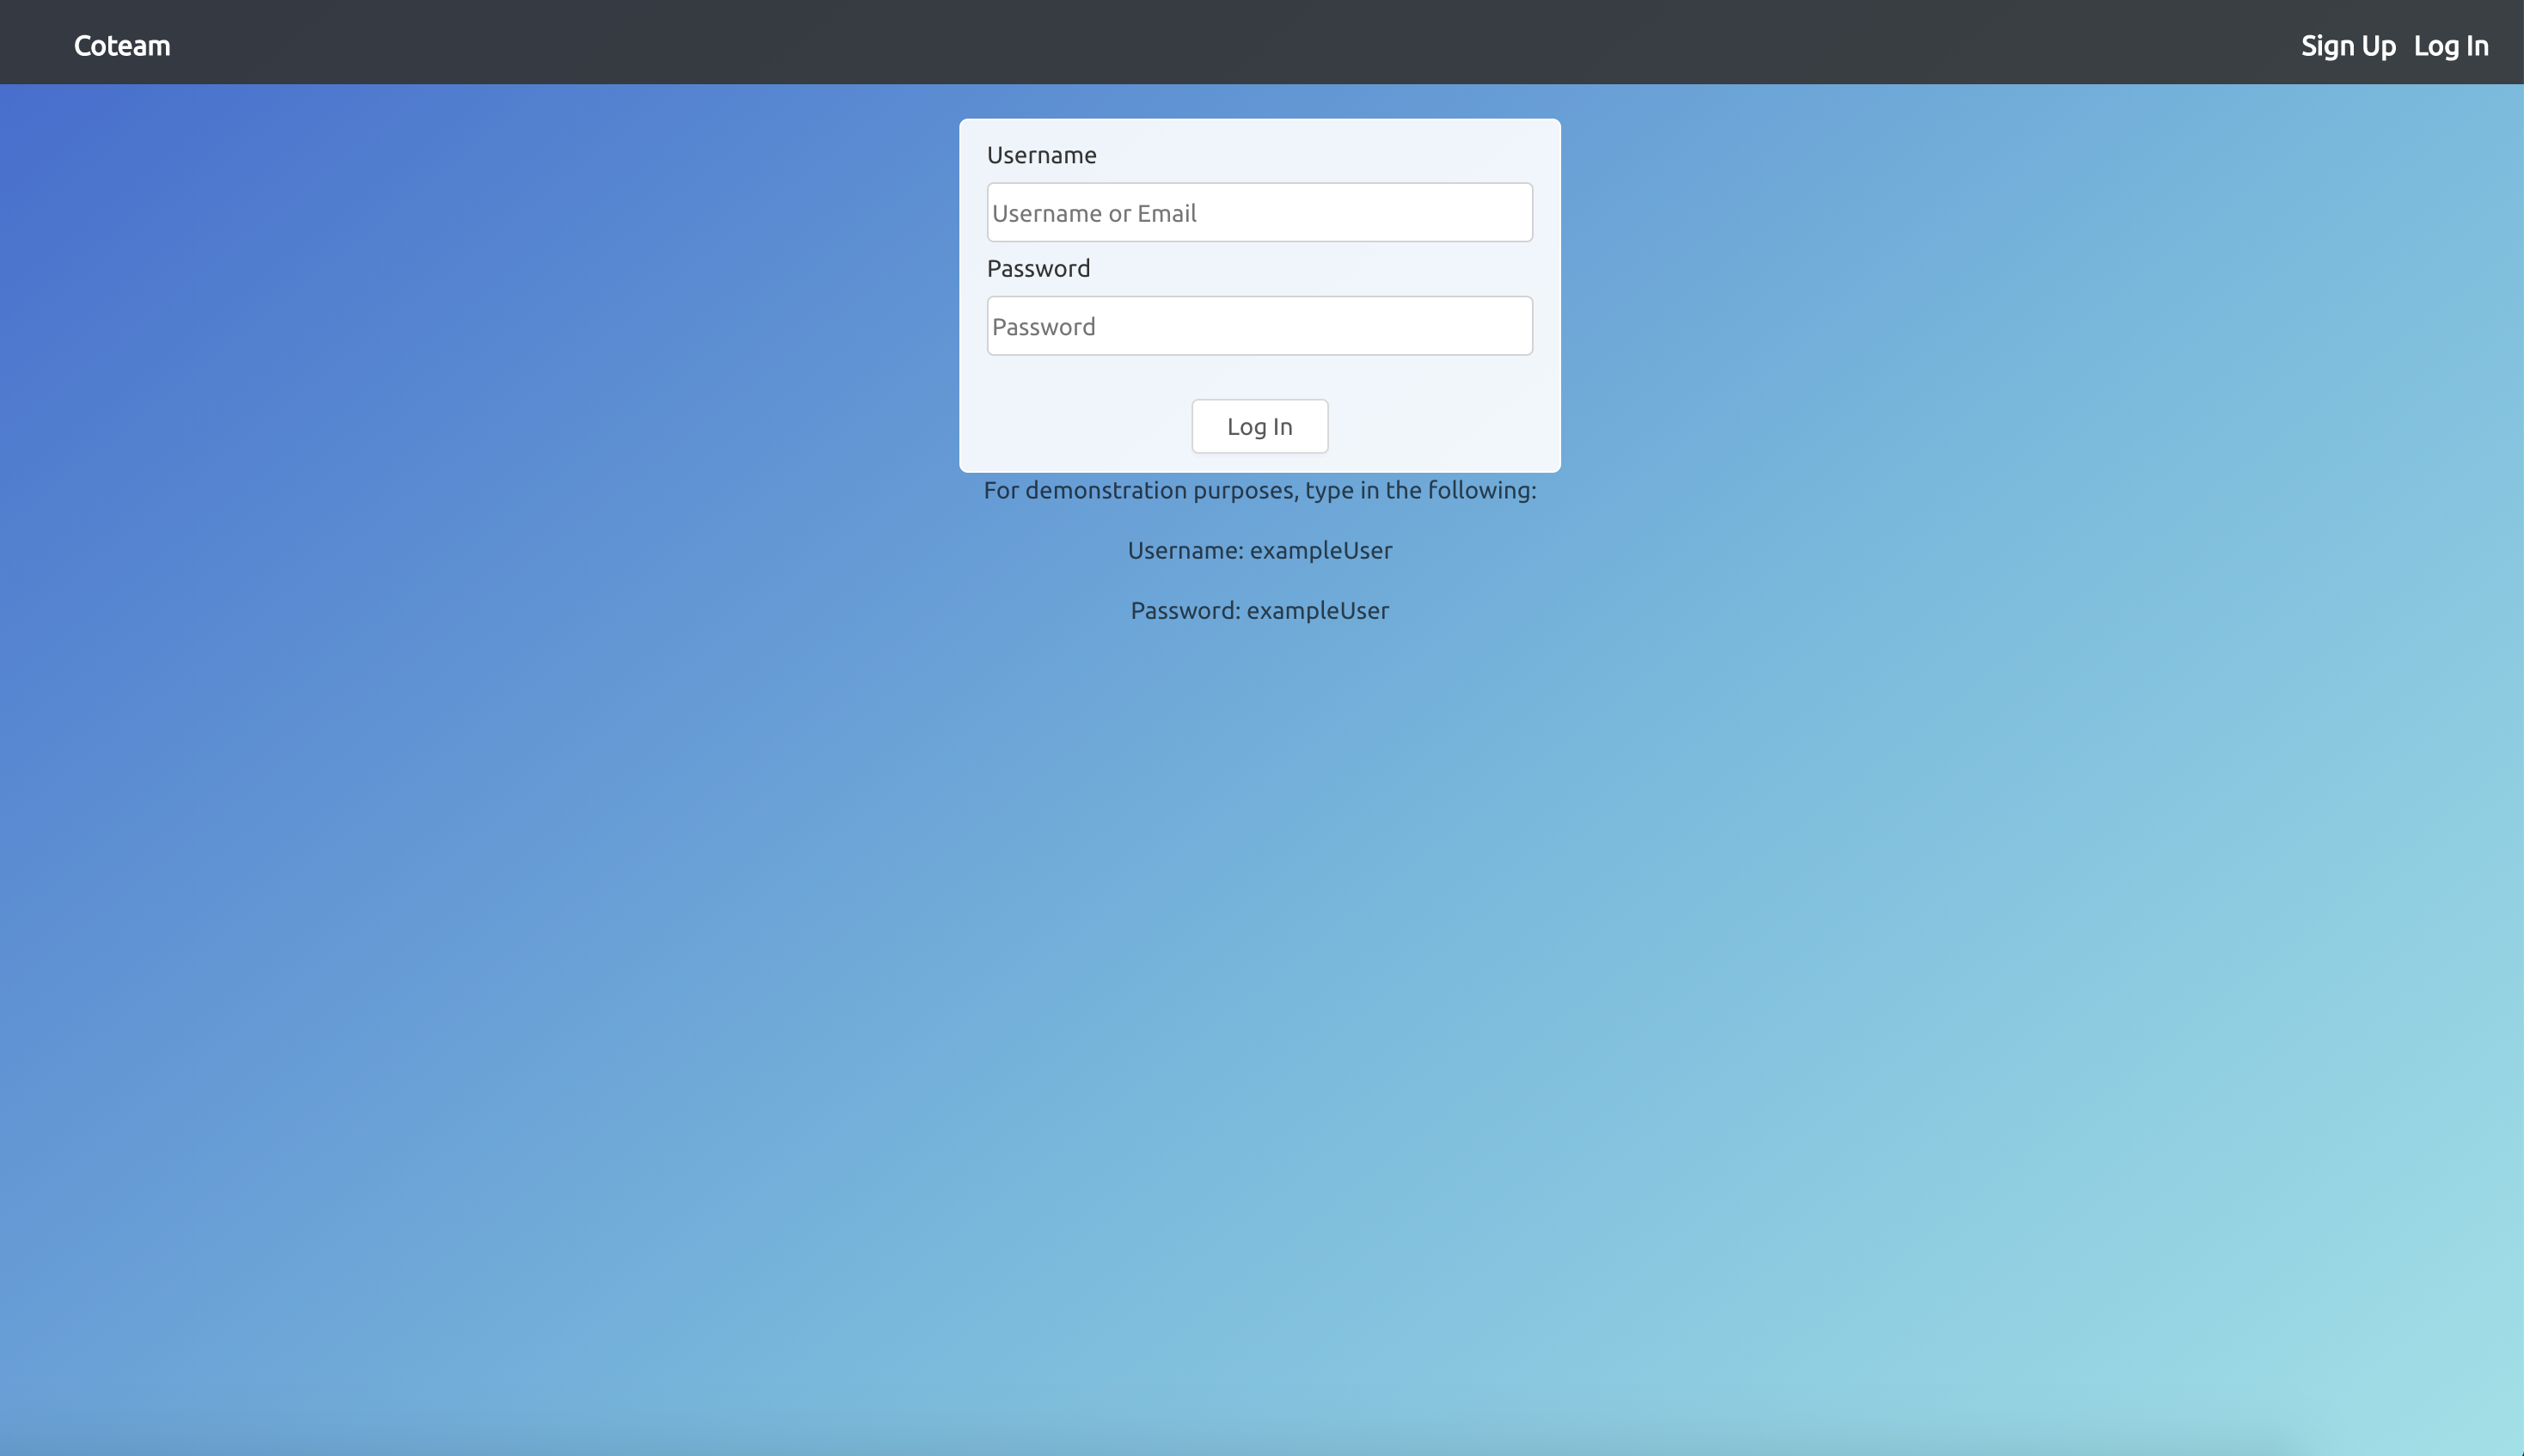 Coteam
Sign Up Log In
Username
Username or Email
Password
Password
Log In
For demonstration purposes, type in the following:
Username: exampleUser
Password: exampleUser